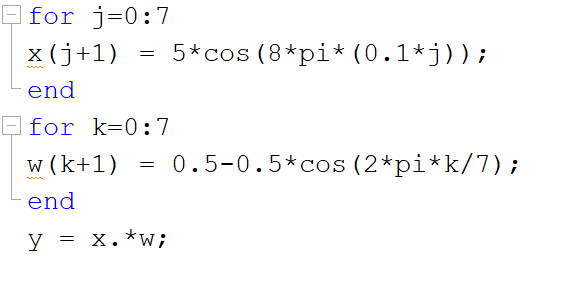 for j=0:7
x(j+1) = 5*cos(8*pi*(0.1*j));
end
for k=0:7
w(k+1) = 0.5-0.5*cos(2*pi*k/7);
end
y = x.*w;